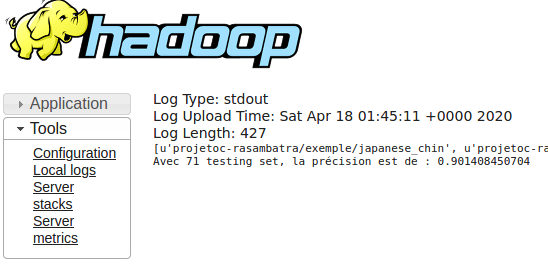 hadoop
Application
Tools
Configuration
Local logs
Server
stacks
Server
metrics
Log Type: stdout
Log Upload Time: Sat Apr 18 01:45:11 +0000 2020
Log Length: 427
[u'projetoc-rasambatra/exemple/japanese_chin', u'projetoc-ra
Avec 71 testing set, la précision est de : 0.901408450704